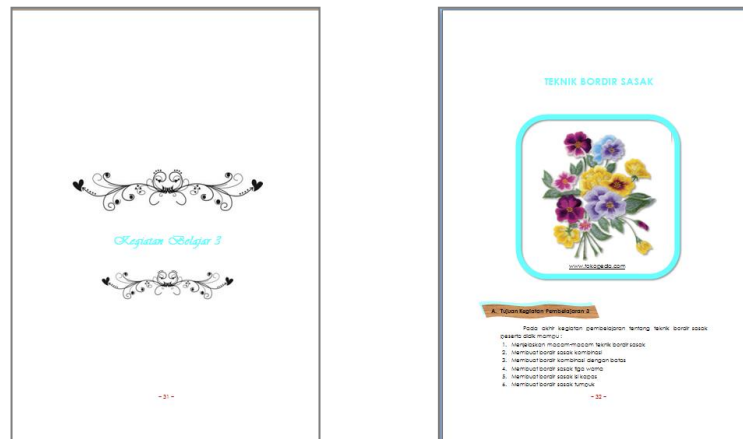 Kegiatan Belajar 3
- 31 -
TEKNIK BORDIR SASAK
www.tokopedia.com
A. Tujuan Kegiatan Pembelajaran 3
Pada akhir kegiatan pembelajaran tentang teknik bordir sasak
peserta didik mampu :
1. Menjelaskan macam-macam teknik bordir sasak
2. Membuat bordir sasak kombinasi
3. Membuat bordir kombinasi dengan batas
4. Membuat bordir sasak tiga warna
5. Membuat bordir sasak isi kapas
6. Membuat bordir sasak tumpuk
- 32 -